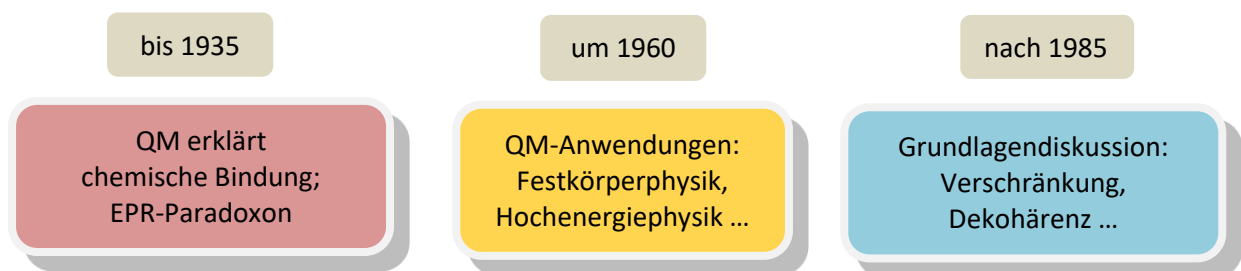 bis 1935
um 1960
nach 1985
QM erklärt
chemische Bindung;
EPR-Paradoxon
QM-Anwendungen:
Festkörperphysik,
Hochenergiephysik ...
Grundlagendiskussion:
Verschränkung,
Dekohärenz ...